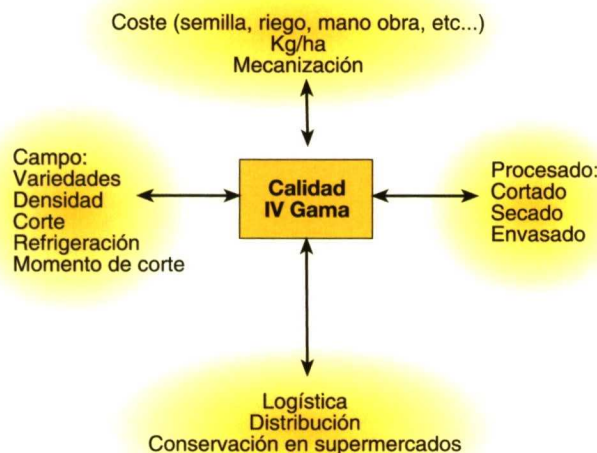 Coste (semilla, riego, mano obra, etc...)
Kg/ha
Mecanización
Campo:
Variedades
Densidad
Corte
Refrigeración
Momento de corte
Calidad
IV Gama
Procesado:
Cortado
Secado
Envasado
Logística
Distribución
Conservación en supermercados